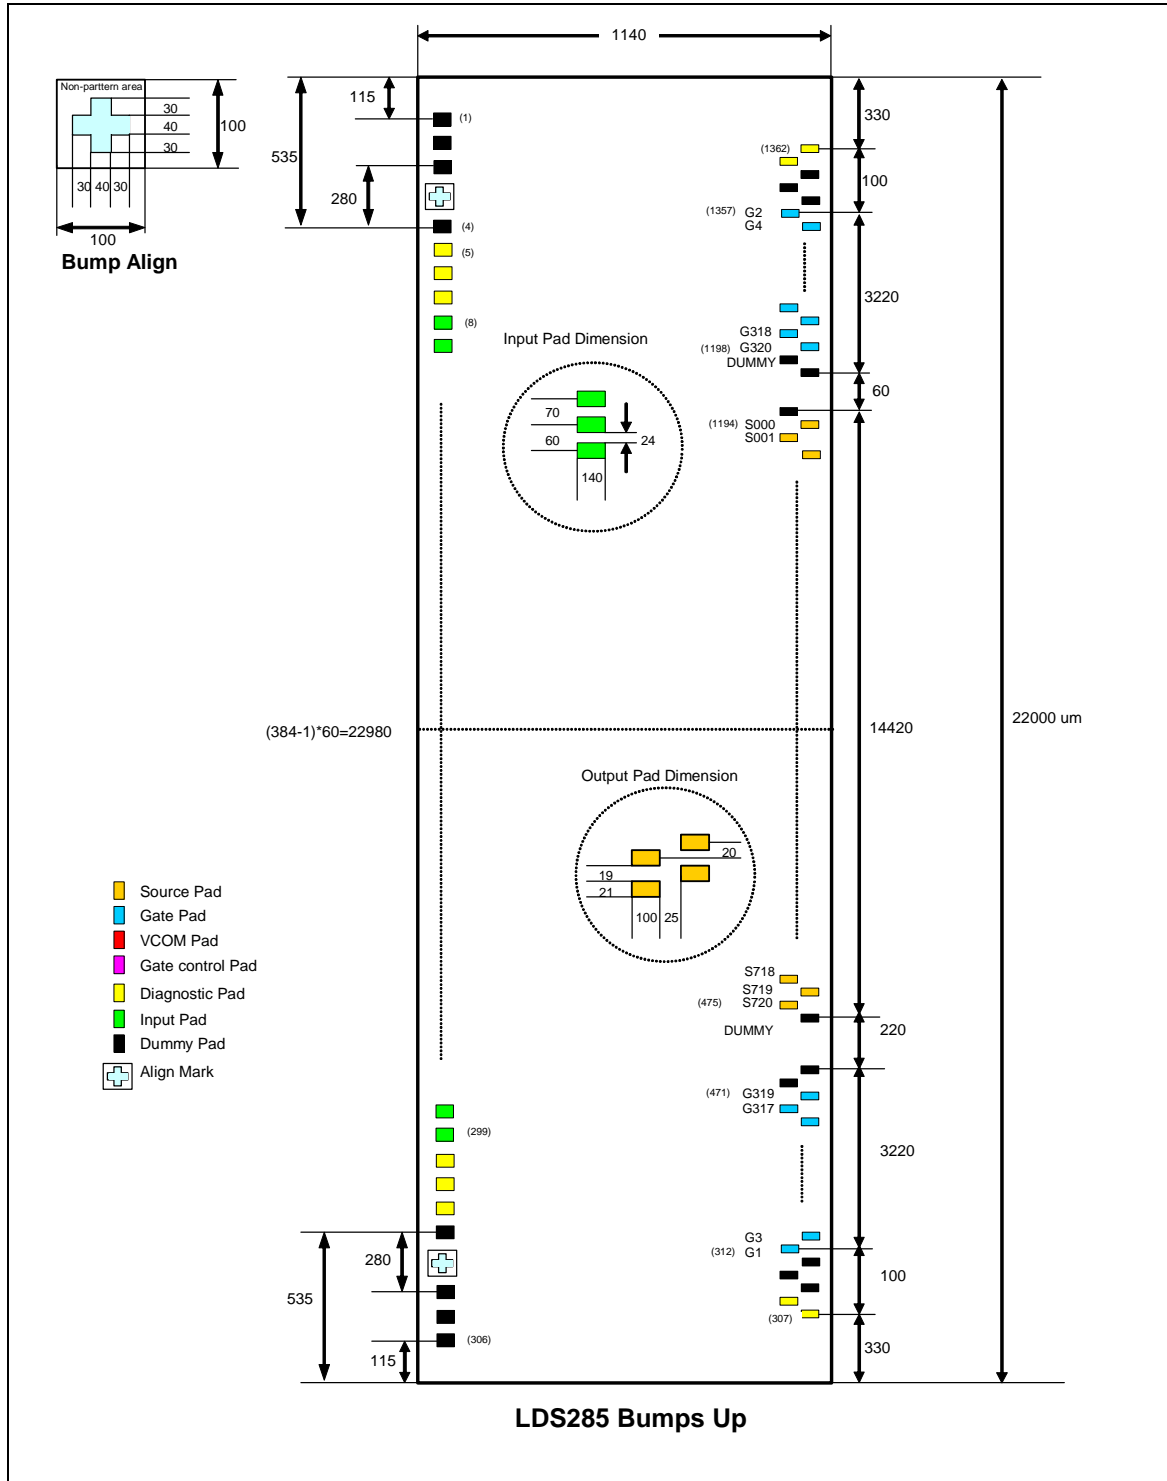 1140
Non-parttern area
30
40
30
100
30 40 30
100
Bump Align
115
535
280
(1)
(4)
(5)
(8)
330
(1362)
100
(1357) G2
G4
3220
G318
(1198) G320
DUMMY
60
(1194) S000
S001
Input Pad Dimension
70
60
24
140
(384-1)*60=22980
14420
22000 um
Output Pad Dimension
20
19
21
100 25
Source Pad
Gate Pad
VCOM Pad
Gate control Pad
Diagnostic Pad
Input Pad
Dummy Pad
Align Mark
S718
S719
(475) S720
DUMMY
220
(471) G319
G317
3220
(299)
G3
(312) G1
100
(307)
330
280
535
(306)
115
LDS285 Bumps Up